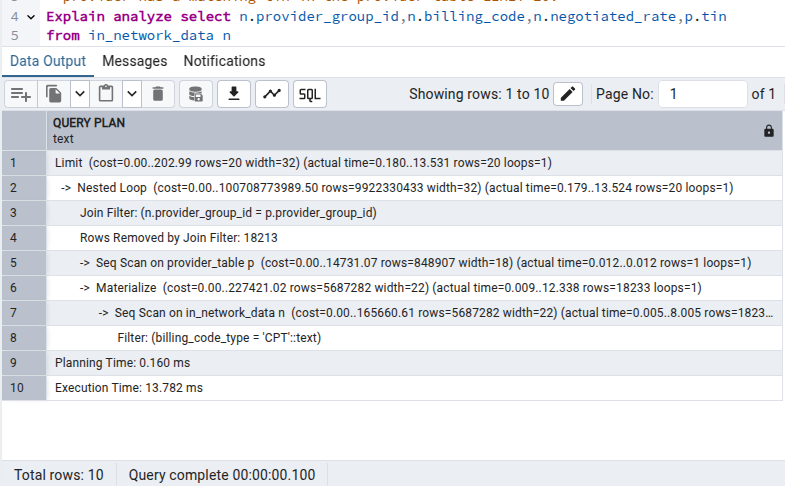 4 Explain analyze select n.provider_group_id,n.billing_code,n.negotiated_rate,p.tin
5 from in_network_data n
Data Output Messages Notifications
SQL Showing rows: 1 to 10 Page No: 1 of 1
QUERY PLAN
text
1 Limit (cost=0.00..202.99 rows=20 width=32) (actual time=0.180..13.531 rows=20 loops=1)
2 -> Nested Loop (cost=0.00..100708773989.50 rows=9922330433 width=32) (actual time=0.179..13.524 rows=20 loops=1)
3 Join Filter: (n.provider_group_id = p.provider_group_id)
4 Rows Removed by Join Filter: 18213
5 -> Seq Scan on provider_table p (cost=0.00..14731.07 rows=848907 width=18) (actual time=0.012..0.012 rows=1 loops=1)
6 -> Materialize (cost=0.00..227421.02 rows=5687282 width=22) (actual time=0.009..12.338 rows=18233 loops=1)
7 -> Seq Scan on in_network_data n (cost=0.00..165660.61 rows=5687282 width=22) (actual time=0.005..8.005 rows=1823...
8 Filter: (billing_code_type = 'CPT'::text)
9 Planning Time: 0.160 ms
10 Execution Time: 13.782 ms
Total rows: 10 Query complete 00:00:00.100